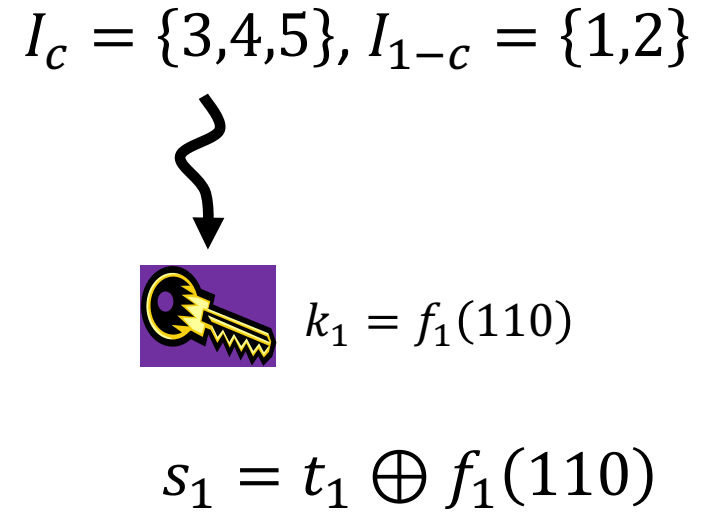 I_c = {3,4,5}, I_{1−c} = {1,2}
k_1 = f_1(110)
s_1 = t_1 ⊕ f_1(110)